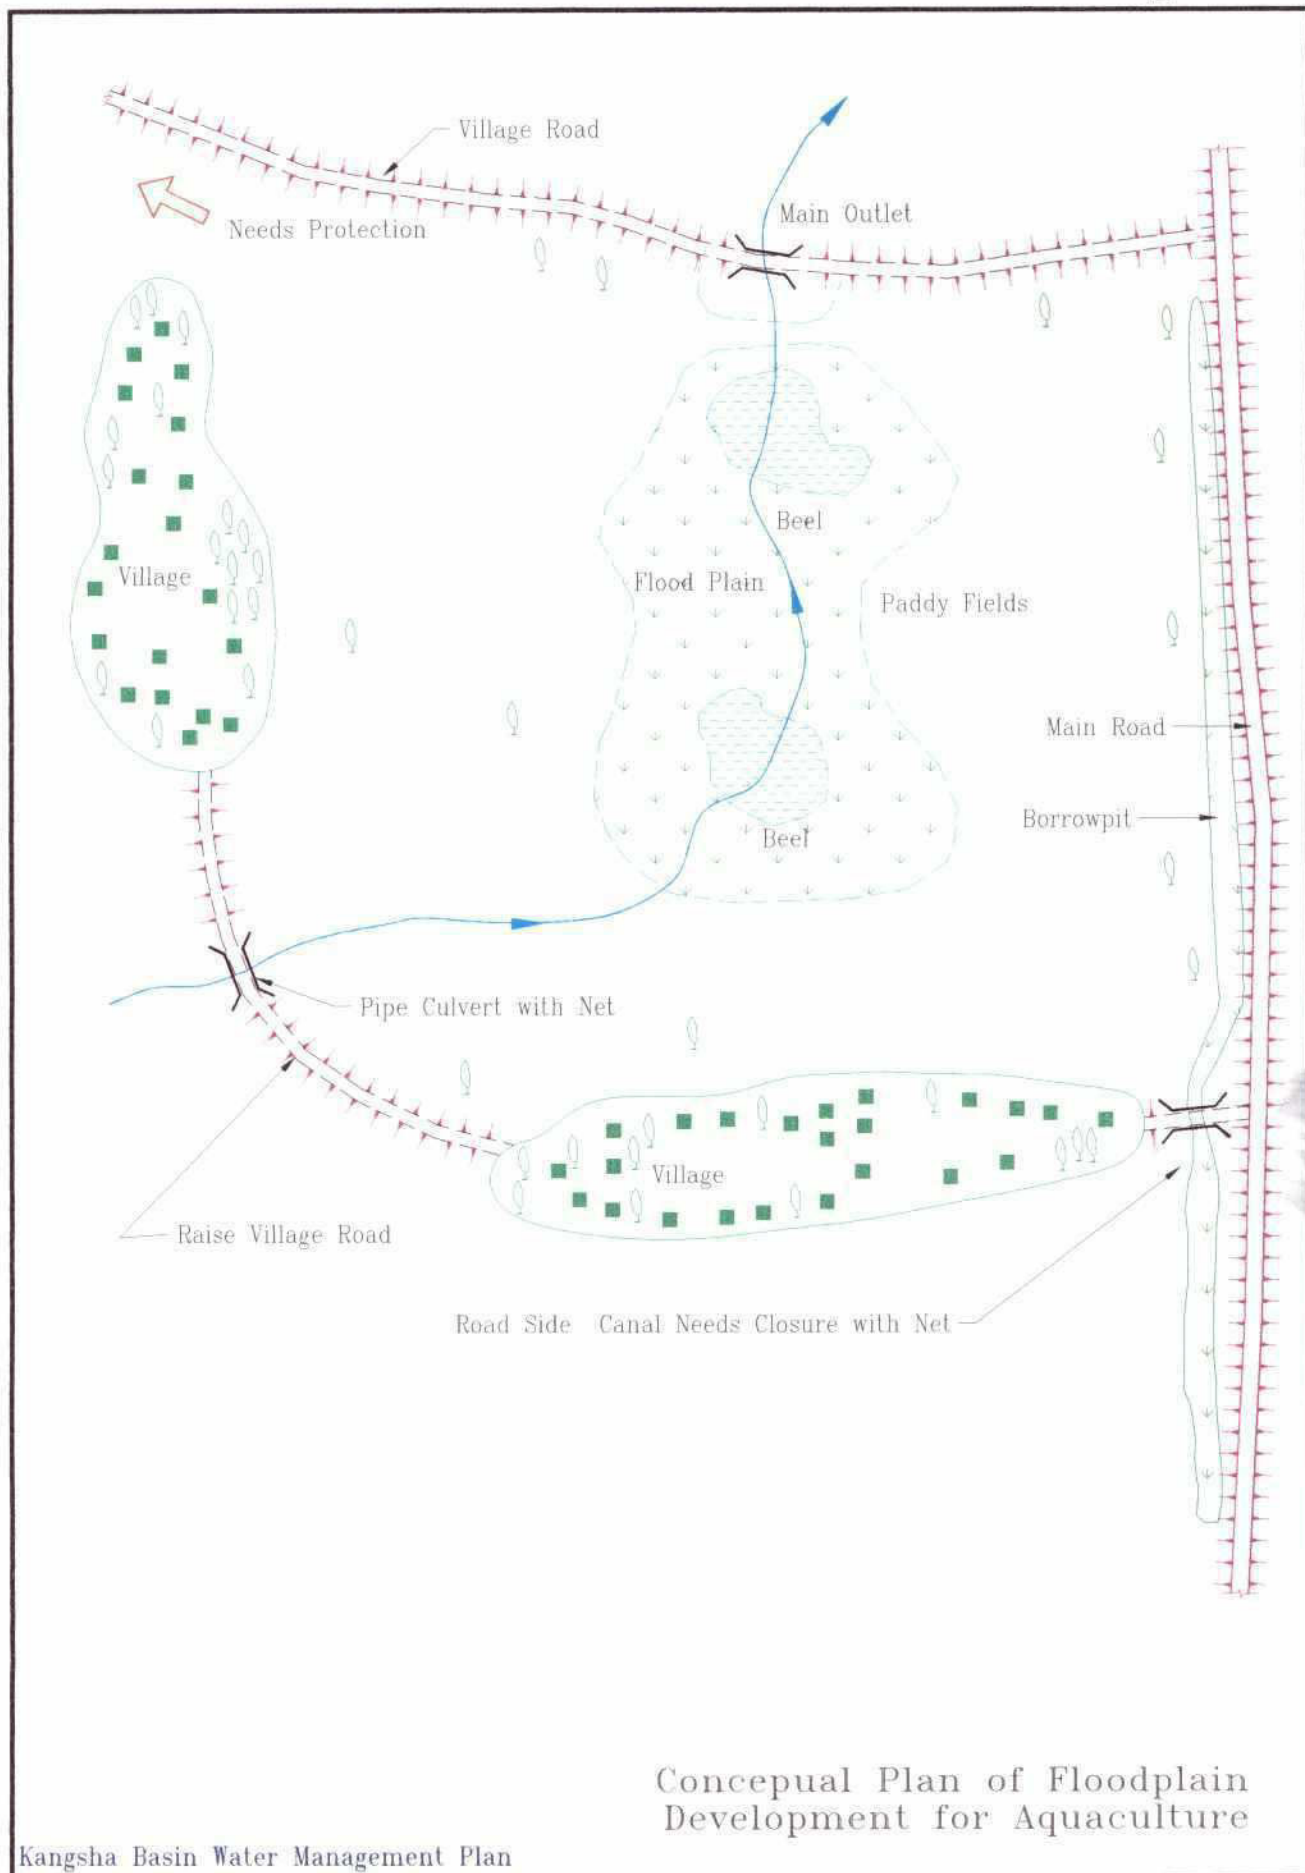 Village Road
Main Outlet
Needs Protection
Beel
Village
Flood Plain
Paddy Fields
Main Road
Borrowpit
Beel
Pipe Culvert with Net
Village
Raise Village Road
Road Side Canal Needs Closure with Net
Concepual Plan of Floodplain
Development for Aquaculture
Kangsha Basin Water Management Plan